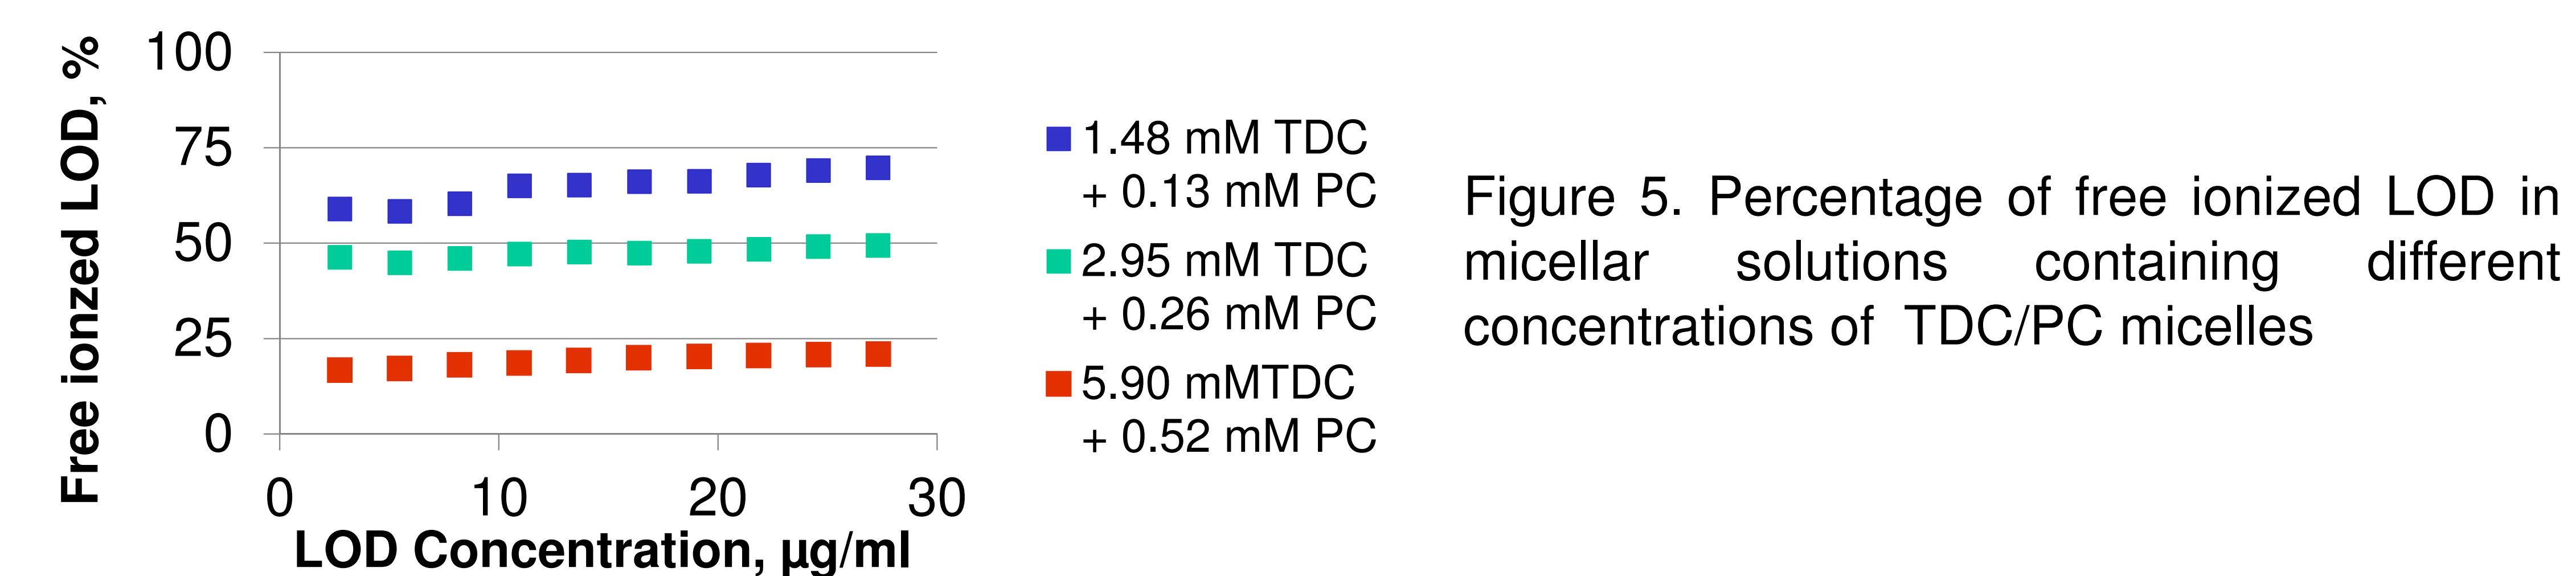 Free ionzed LOD, %
100
75
50
25
0
0 10 20 30
LOD Concentration, µg/ml
1.48 mM TDC
+ 0.13 mM PC
2.95 mM TDC
+ 0.26 mM PC
5.90 mMTDC
+ 0.52 mM PC
Figure 5. Percentage of free ionized LOD in
micellar solutions containing different
concentrations of TDC/PC micelles